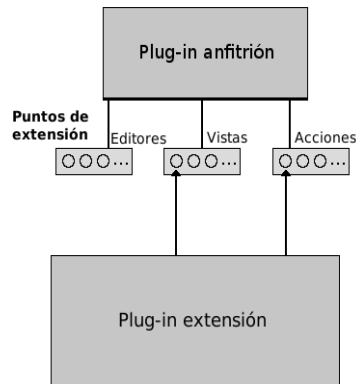 Plug-in anfitrión
Puntos de
extensión
Editores
Vistas
Acciones
...
...
...
Plug-in extensión